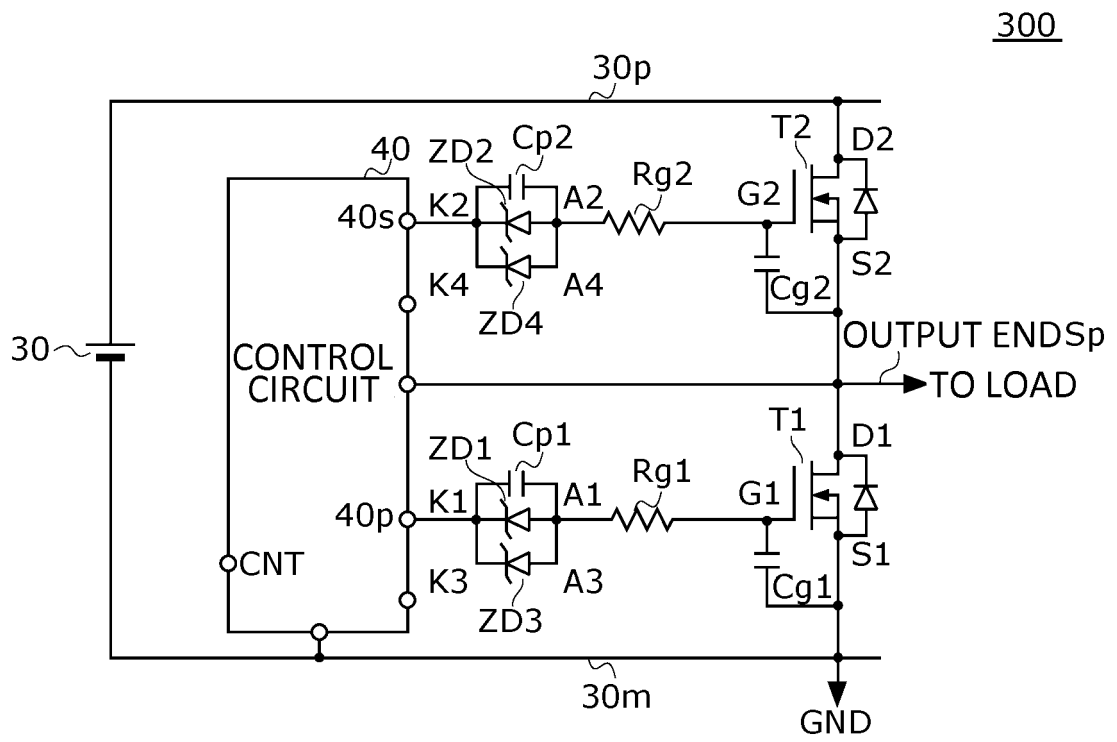 300
30p
T2
D2
Cp2
ZD2
40
Rg2
K2
A2
G2
40s
S2
K4
A4
Cg2
ZD4
30
CONTROL
CIRCUIT
OUTPUT ENDSp
TO LOAD
T1
D1
Cp1
ZD1
Rg1
K1
A1
G1
40p
S1
CNT
K3
A3
Cg1
ZD3
30m
GND